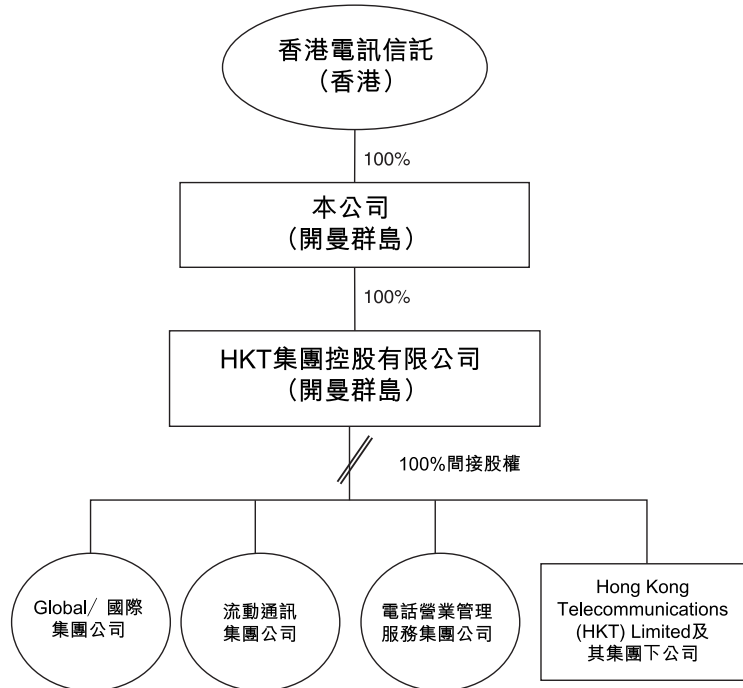 香港電訊信託
（香港）
100%
本公司
（開曼群島）
100%
HKT集團控股有限公司
（開曼群島）
100%間接股權
Global／國際
集團公司
流動通訊
集團公司
電話營業管理
服務集團公司
Hong Kong
Telecommunications
(HKT) Limited及
其集團下公司